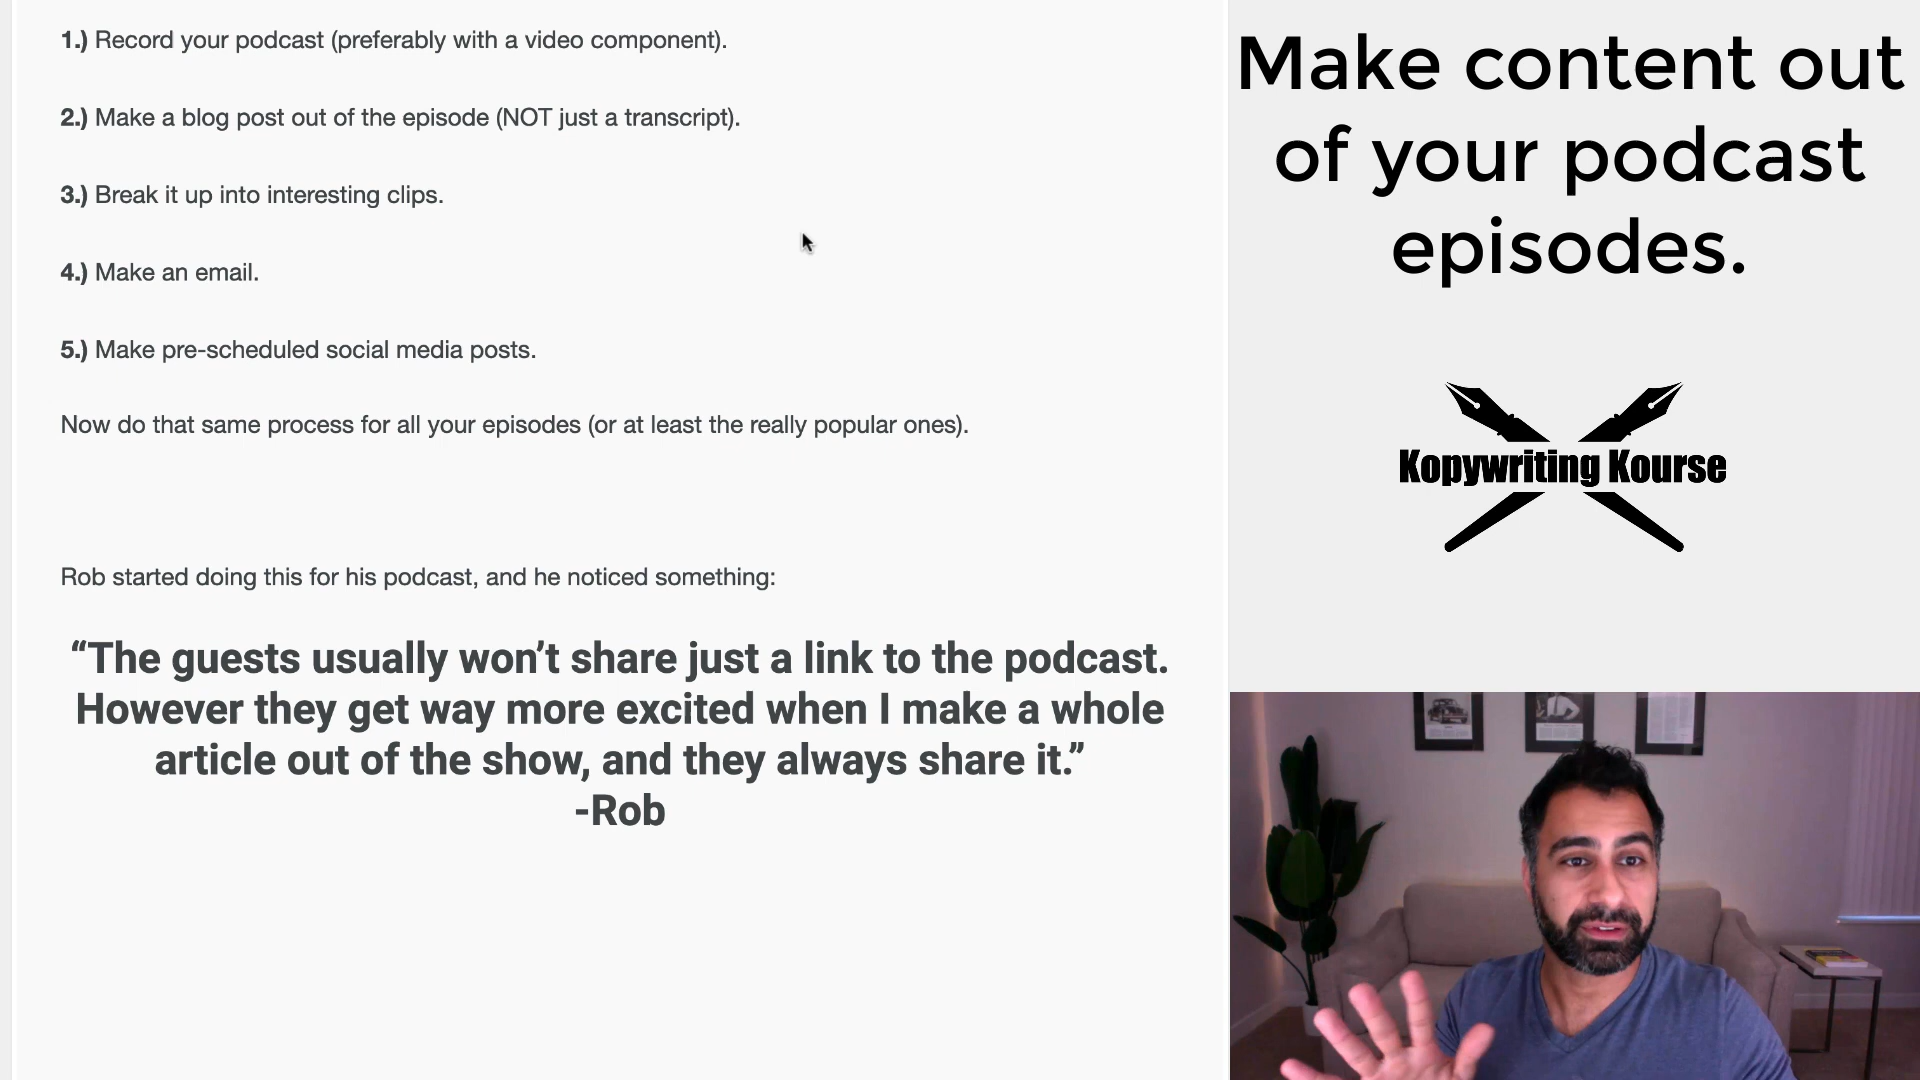 1.) Record your podcast (preferably with a video component).
2.) Make a blog post out of the episode (NOT just a transcript).
3.) Break it up into interesting clips.
4.) Make an email.
5.) Make pre-scheduled social media posts.
Now do that same process for all your episodes (or at least the really popular ones).
Rob started doing this for his podcast, and he noticed something:
“The guests usually won’t share just a link to the podcast.
However they get way more excited when I make a whole
article out of the show, and they always share it.”
-Rob
Make content out
of your podcast
episodes.
Kopywriting Kourse